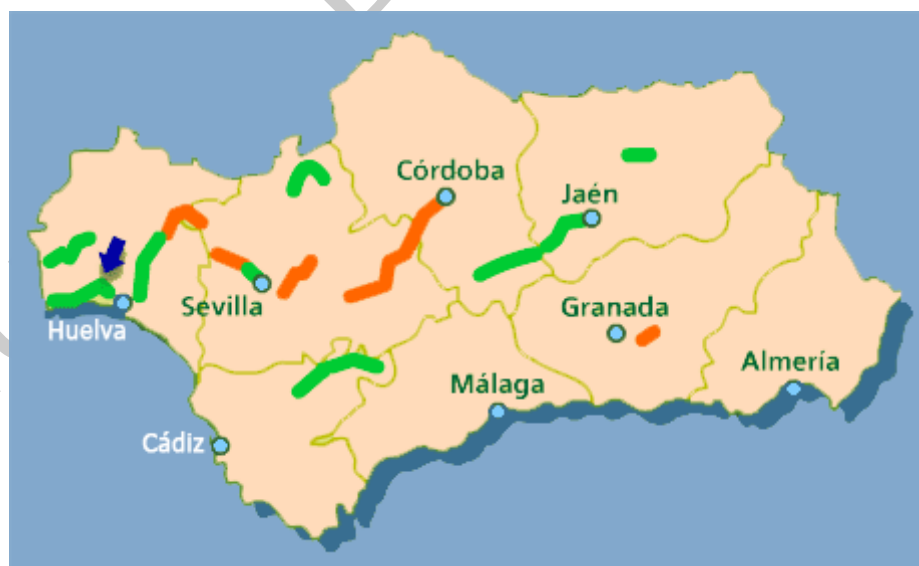 Córdoba
Jaén
Sevilla
Granada
Huelva
Almería
Málaga
Cádiz